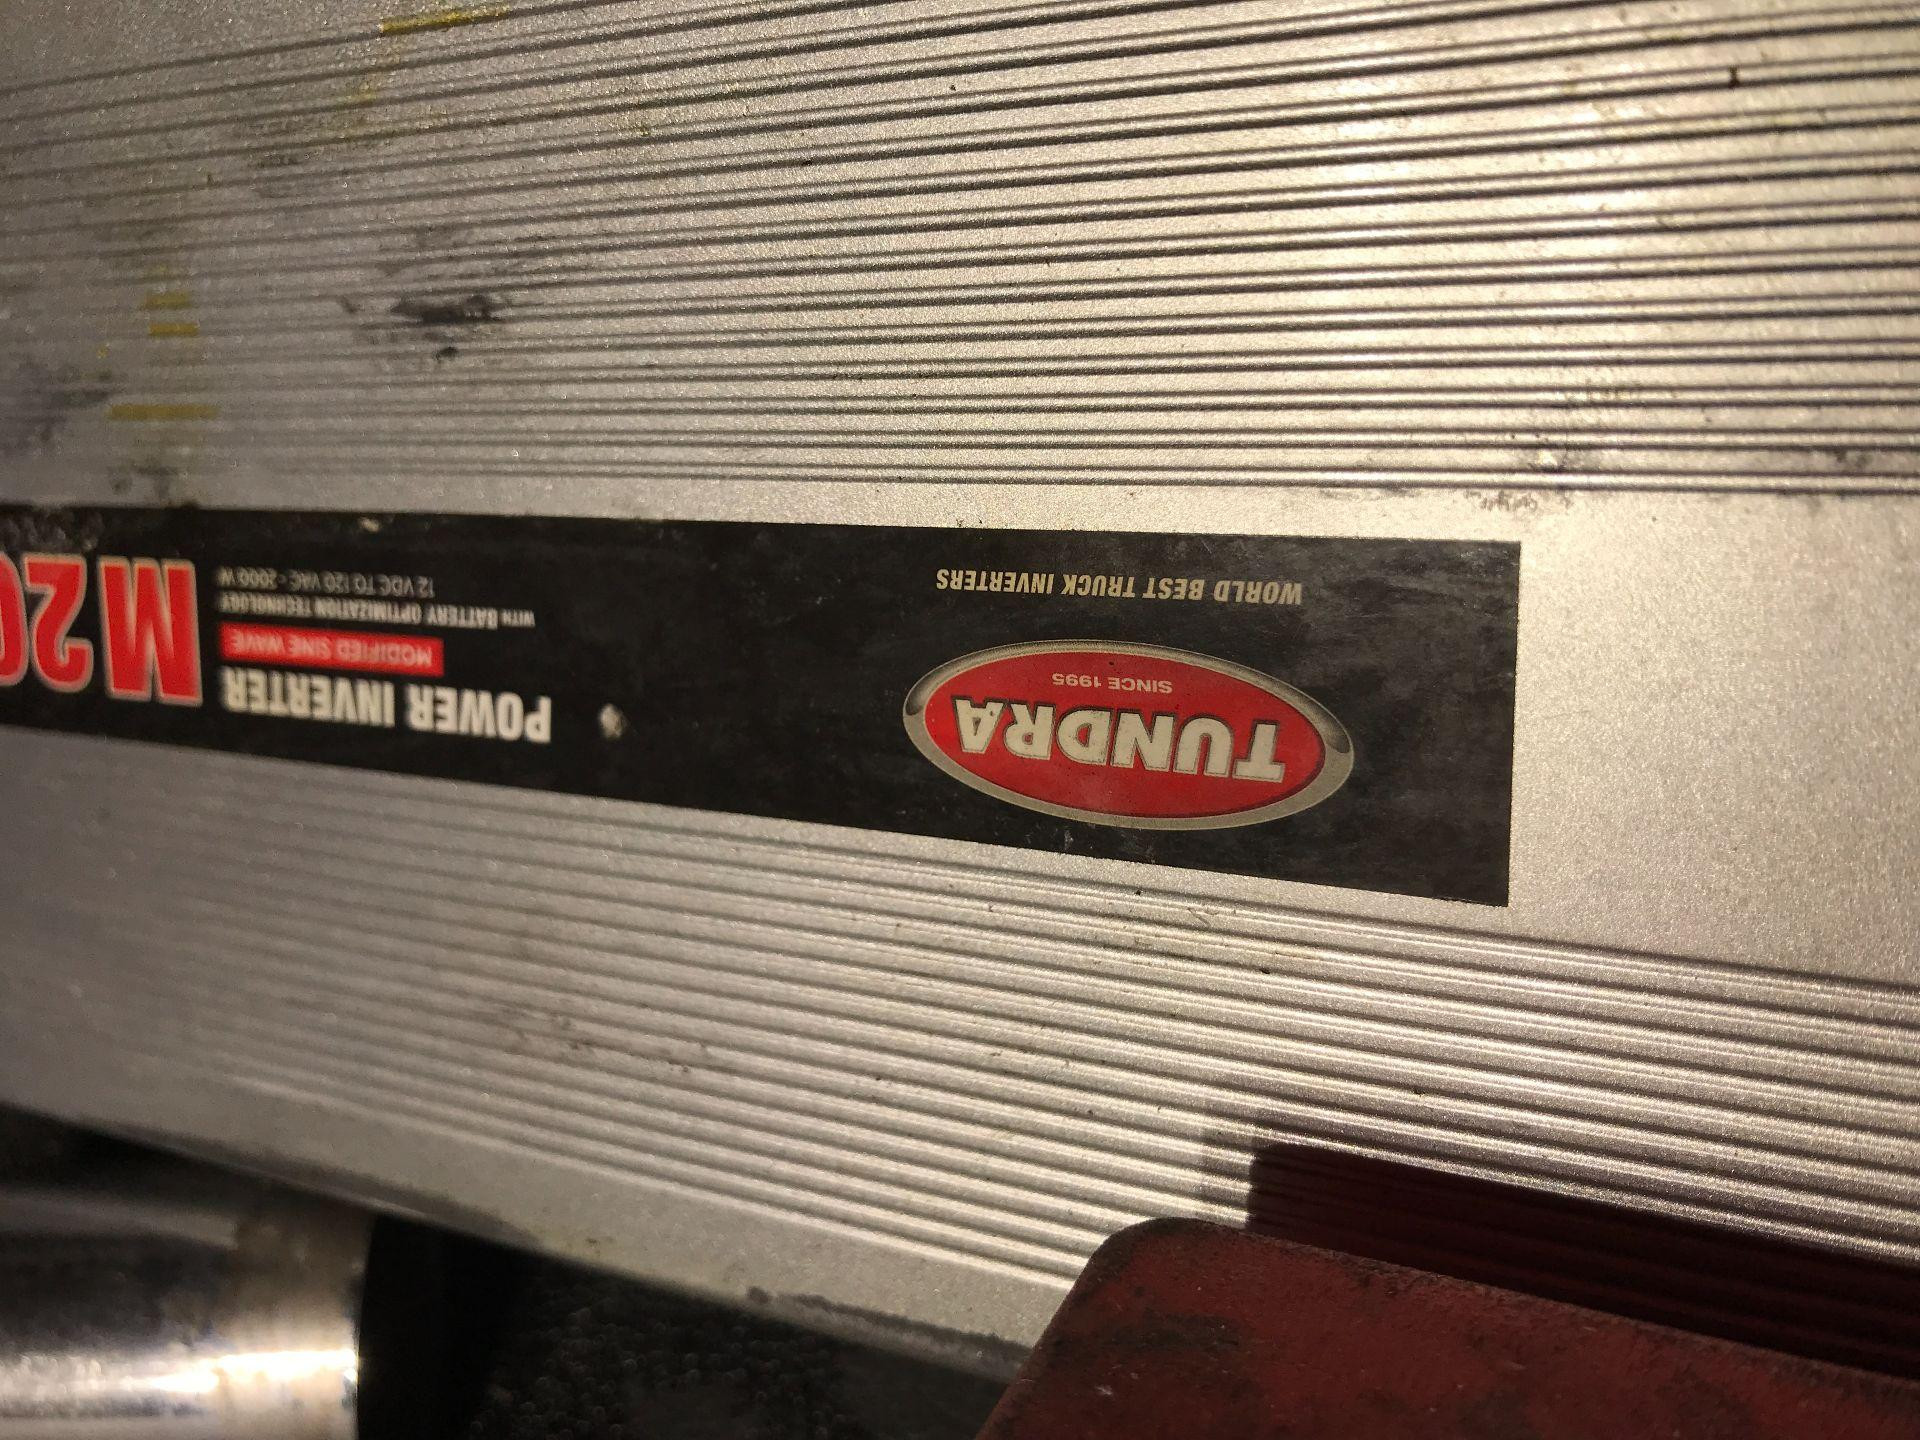 TUNDRA
SINCE 1995
WORLD BEST TRUCK INVERTERS
POWER INVERTER
MODIFIED SINE WAVE
WITH BATTERY OPTIMIZATION TECHNOLOGY
12 VDC TO 120 VAC - 2000 W
M20